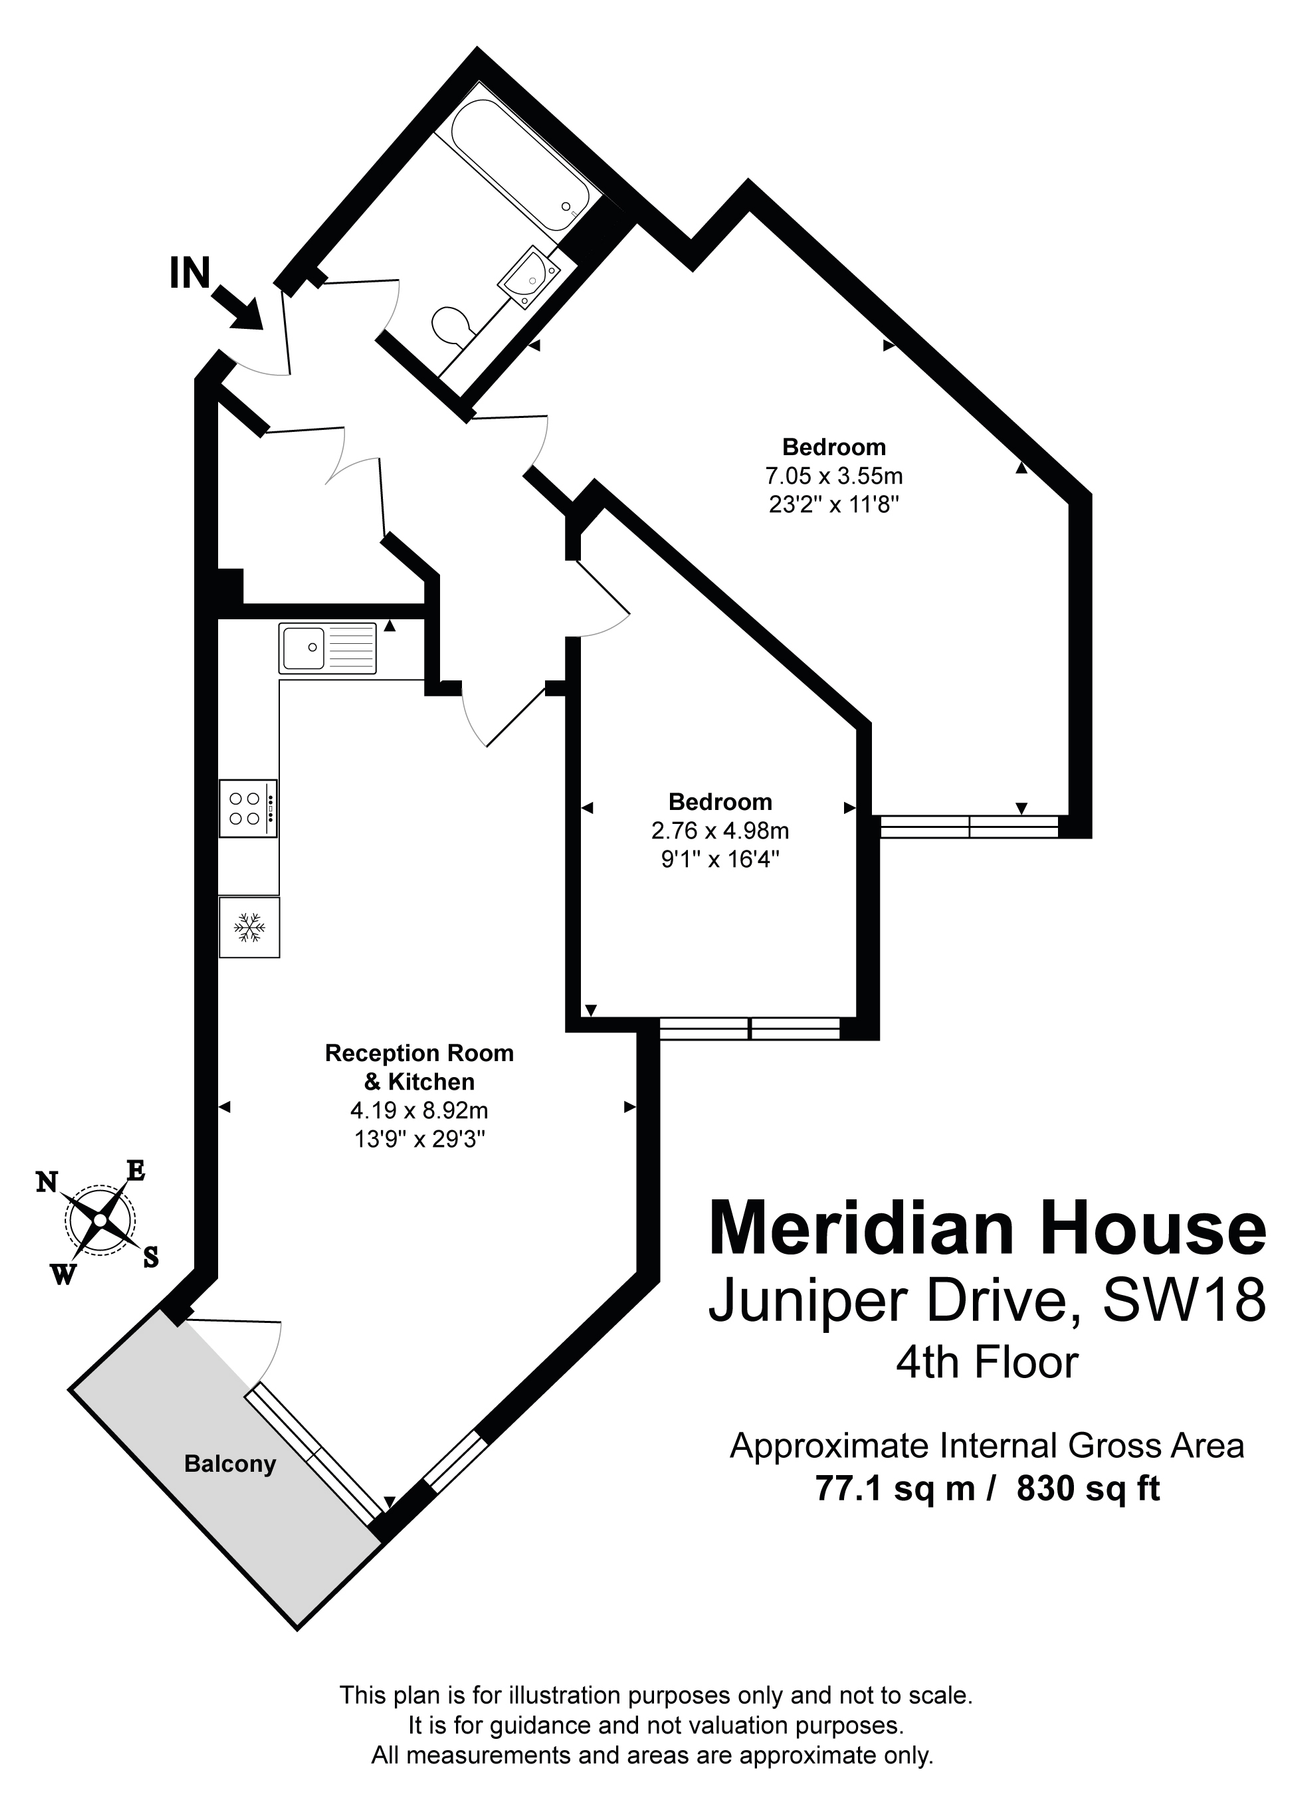 IN
Bedroom
7.05 x 3.55m
23'2" x 11'8"
Bedroom
2.76 x 4.98m
9'1" x 16'4"
Reception Room
& Kitchen
4.19 x 8.92m
13'9" x 29'3"
N
E
S
W
Balcony
Meridian House
Juniper Drive, SW18
4th Floor
Approximate Internal Gross Area
77.1 sq m /  830 sq ft
This plan is for illustration purposes only and not to scale.
It is for guidance and not valuation purposes.
All measurements and areas are approximate only.